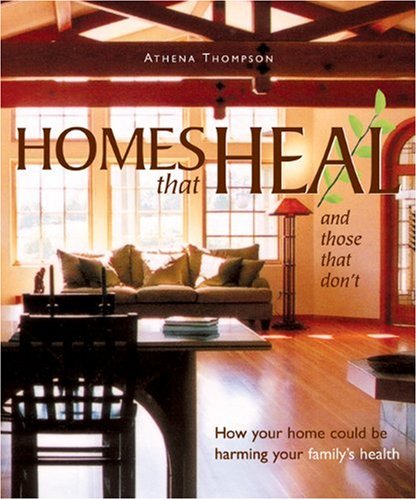 ATHENA THOMPSON
HOMES
that HEAL
and
those
that
don't
How your home could be
harming your family's health